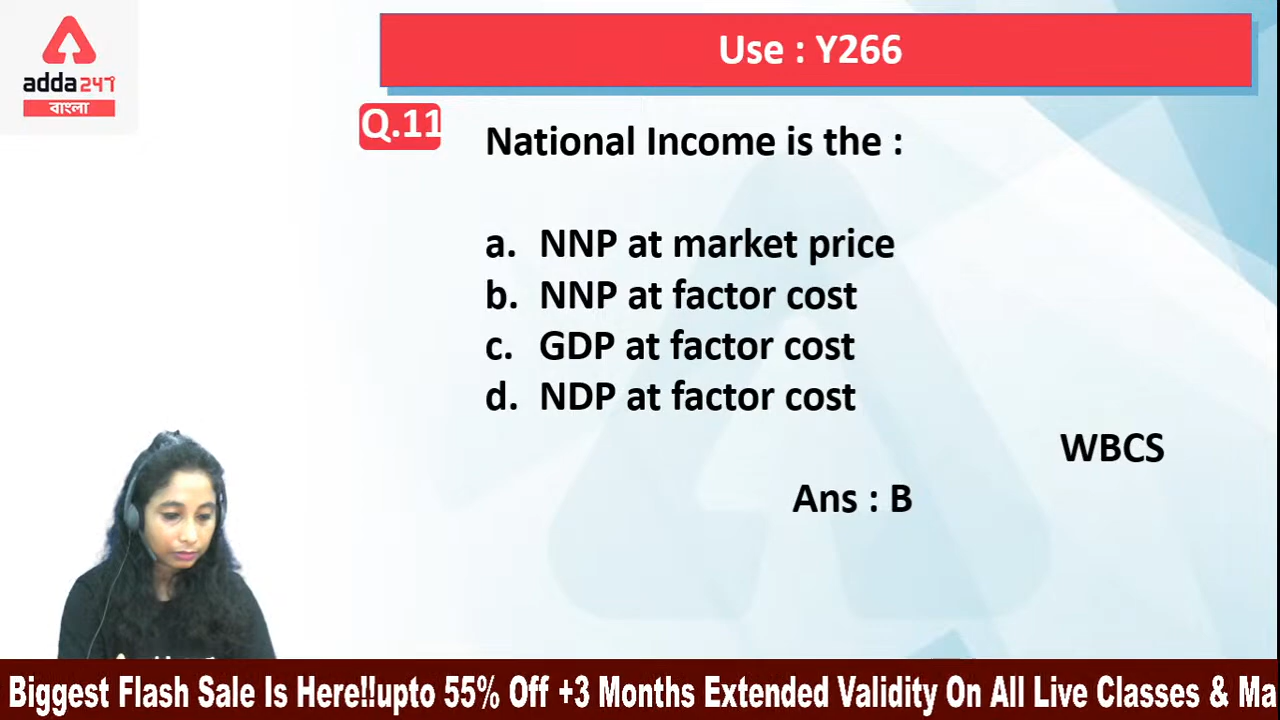 adda247
বাংলা
Use : Y266
Q.11
National Income is the :
a. NNP at market price
b. NNP at factor cost
c. GDP at factor cost
d. NDP at factor cost
WBCS
Ans : B
Biggest Flash Sale Is Here!!upto 55% Off +3 Months Extended Validity On All Live Classes & Ma